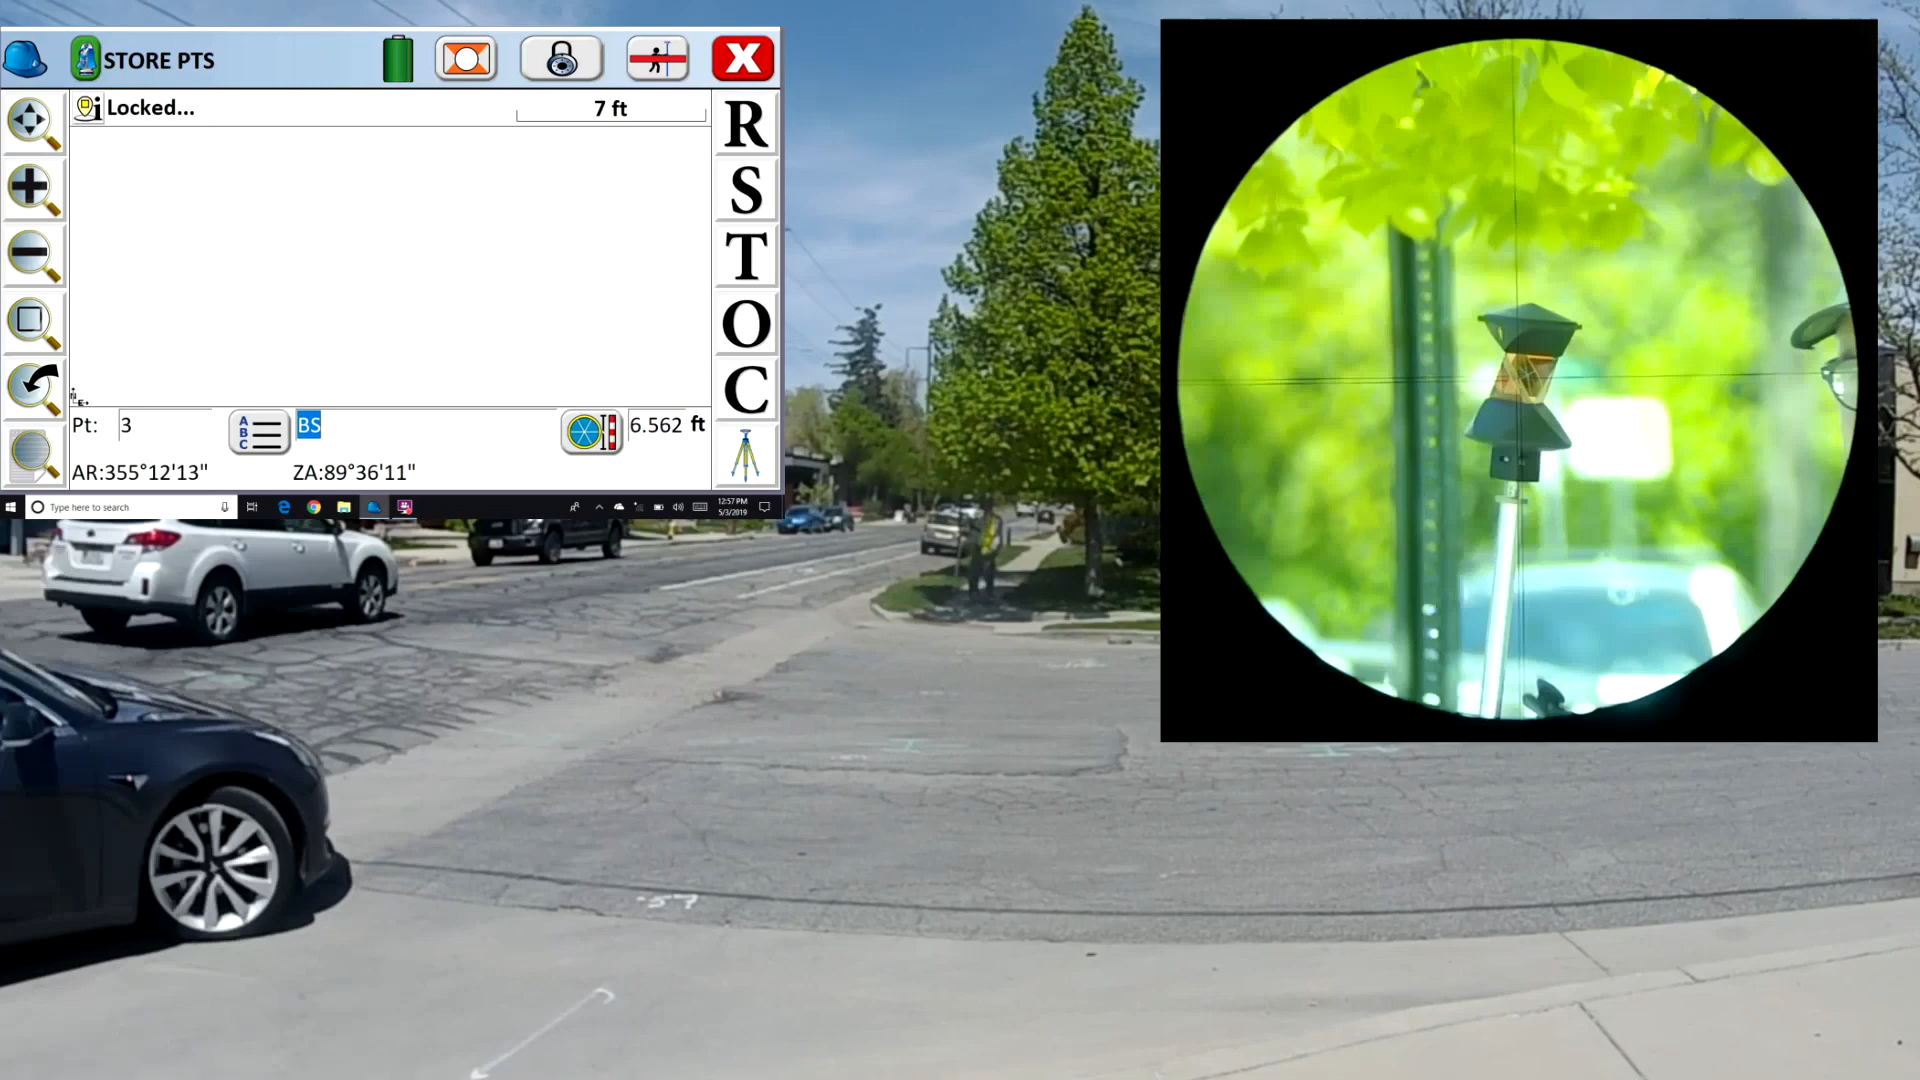 STORE PTS
X
Locked...
7 ft
R
S
T
O
C
Pt: 3
A
B
C
BS
6.562 ft
AR:355°12'13"
ZA:89°36'11"
Type here to search
12:57 PM
5/3/2019